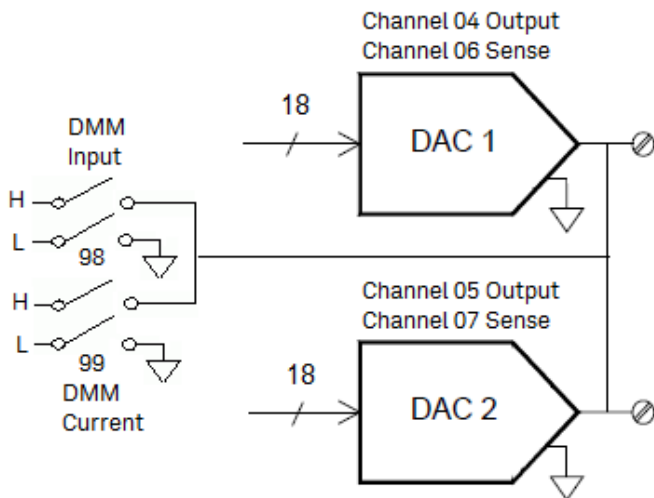 Channel 04 Output
Channel 06 Sense
18
DAC 1
DMM
Input
H
L
98
H
L
99
DMM
Current
Channel 05 Output
Channel 07 Sense
18
DAC 2